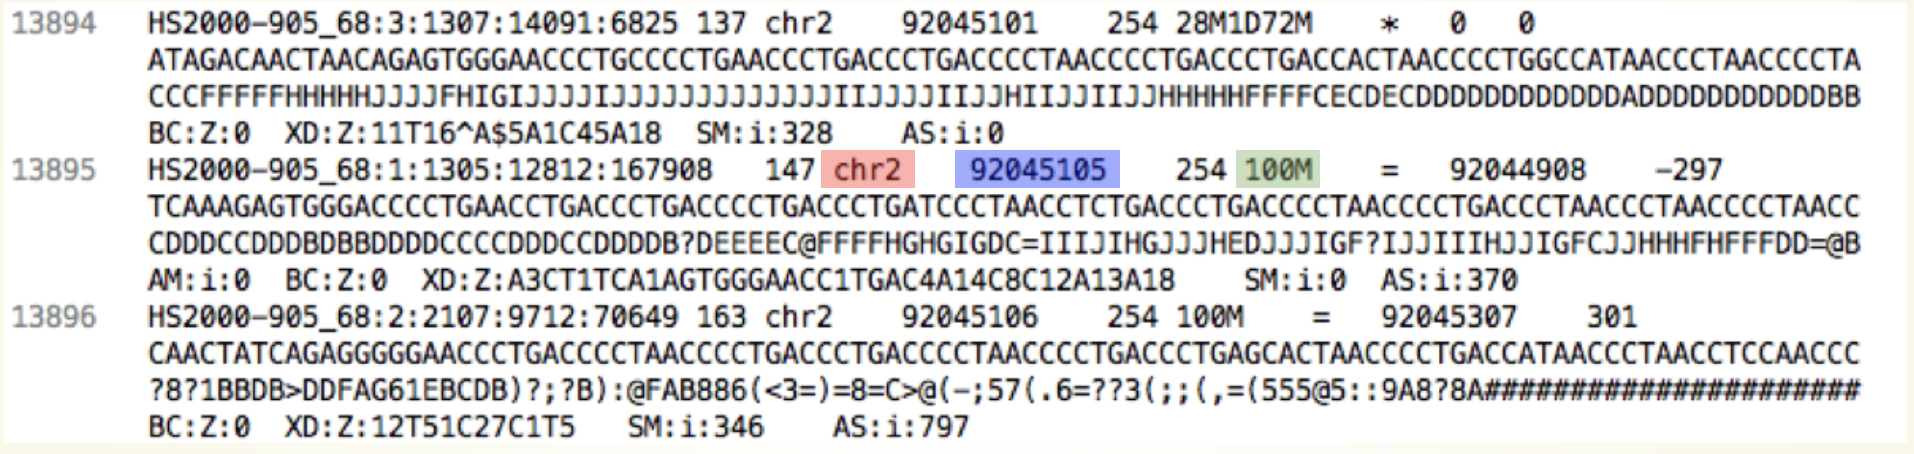 13894 HS2000-905_68:3:1307:14091:6825 137 chr2 92045101 254 28M1D72M * 0 0
ATAGACAACTAACAGAGTGGGAACCCTGCCCCTGAACCCTGACCCTGACCCCTAACCCCTGACCCTGACCACTAACCCCTGGCCATAACCCTAACCCCTA
CCCFFFFFHHHHHJJJJFHIGIJJJJIJJJJJJJJJJJJJIIJJJJIIJJHIIJJIIJJHHHHHFFFFCECDECDDDDDDDDDDDDADDDDDDDDDDDBB
BC:Z:0 XD:Z:11T16^A$5A1C45A18 SM:i:328 AS:i:0
13895 HS2000-905_68:1:1305:12812:167908 147 chr2 92045105 254 100M = 92044908 -297
TCAAAGAGTGGGACCCCTGAACCTGACCCTGACCCCTGACCCTGATCCCTAACCTCTGACCCTGACCCCTAACCCCTGACCCTAACCCTAACCCCTAACC
CDDDCCDDDBDBBDDDDCCCCDDDCCDDDDB?DEEEEC@FFFFHGHGIGDC=IIIJIHGJJJHEDJJJIGF?IJJIIIHJJIGFCJJHHHFHFFFDD=@B
AM:i:0 BC:Z:0 XD:Z:A3CT1TCA1AGTGGGAACC1TGAC4A14C8C12A13A18 SM:i:0 AS:i:370
13896 HS2000-905_68:2:2107:9712:70649 163 chr2 92045106 254 100M = 92045307 301
CAACTATCAGAGGGGGAACCCTGACCCCTAACCCCTGACCCTGACCCCTAACCCCTGACCCTGAGCACTAACCCCTGACCATAACCCTAACCTCCAACCC
?8?1BBDB>DDFAG61EBCDB)?;?B):@FAB886(<3=)=8=C>@(-;57(.6=??3(;;(,=(555@5::9A8?8A######################
BC:Z:0 XD:Z:12T51C27C1T5 SM:i:346 AS:i:797